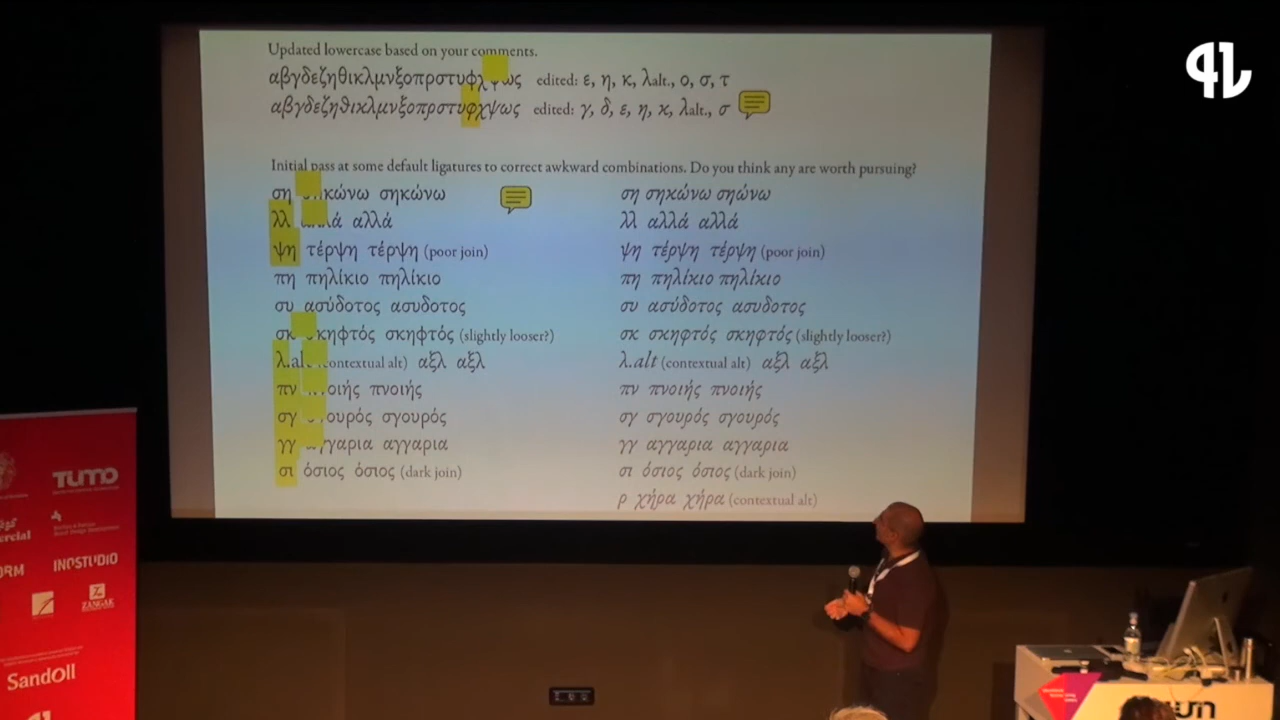 Updated lowercase based on your comments.
αβγδεζηθικλμνξοπρστυφχψως edited: ε, η, κ, λalt., ο, σ, τ
αβγδεζηθικλμνξοπρστυφχψως edited: γ, δ, ε, η, κ, λalt., σ
Initial pass at some default ligatures to correct awkward combinations. Do you think any are worth pursuing?
ση σηκώνω σηκώνω
λλ αλλά αλλά
ψη τέρψη τέρψη (poor join)
πη πηλίκιο πηλίκιο
συ ασύδοτος ασυδοτος
σκ σκηφτός σκηφτός (slightly looser?)
λ.alt (contextual alt) αξλ αξλ
πν πνοιής πνοιής
σγ σγουρός σγουρός
γγ αγγαρια αγγαρια
σι όσιος όσιος (dark join)
ση σηκώνω σηώνω
λλ αλλά αλλά
ψη τέρψη τέρψη (poor join)
πη πηλίκιο πηλίκιο
συ ασύδοτος ασυδοτος
σκ σκηφτός σκηφτός (slightly looser?)
λ.alt (contextual alt) αξλ αξλ
πν πνοιής πνοιής
σγ σγουρός σγουρός
γγ αγγαρια αγγαρια
σι όσιος όσιος (dark join)
ρ χήρα χήρα (contextual alt)
TUMO
INOSTUDIO
ZANGAK
SandOll